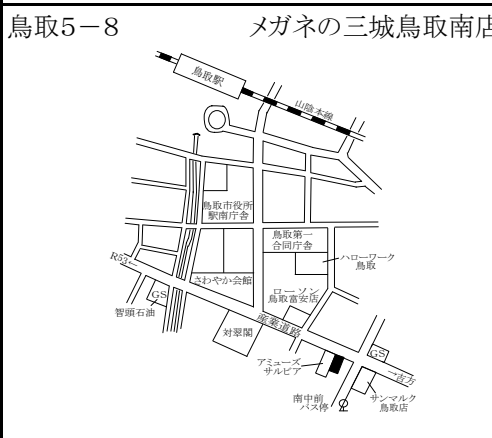 鳥取5－8
メガネの三城鳥取南店
鳥取駅
山陰本線
鳥取市役所
駅南庁舎
鳥取第一
合同庁舎
ハローワーク
鳥取
R53←
さわやか会館
ローソン
鳥取富安店
GS
智頭石油
産業道路
対翠閣
アミューズ
サルビア
GS
→吉方
南中前
バス停
サンマルク
鳥取店